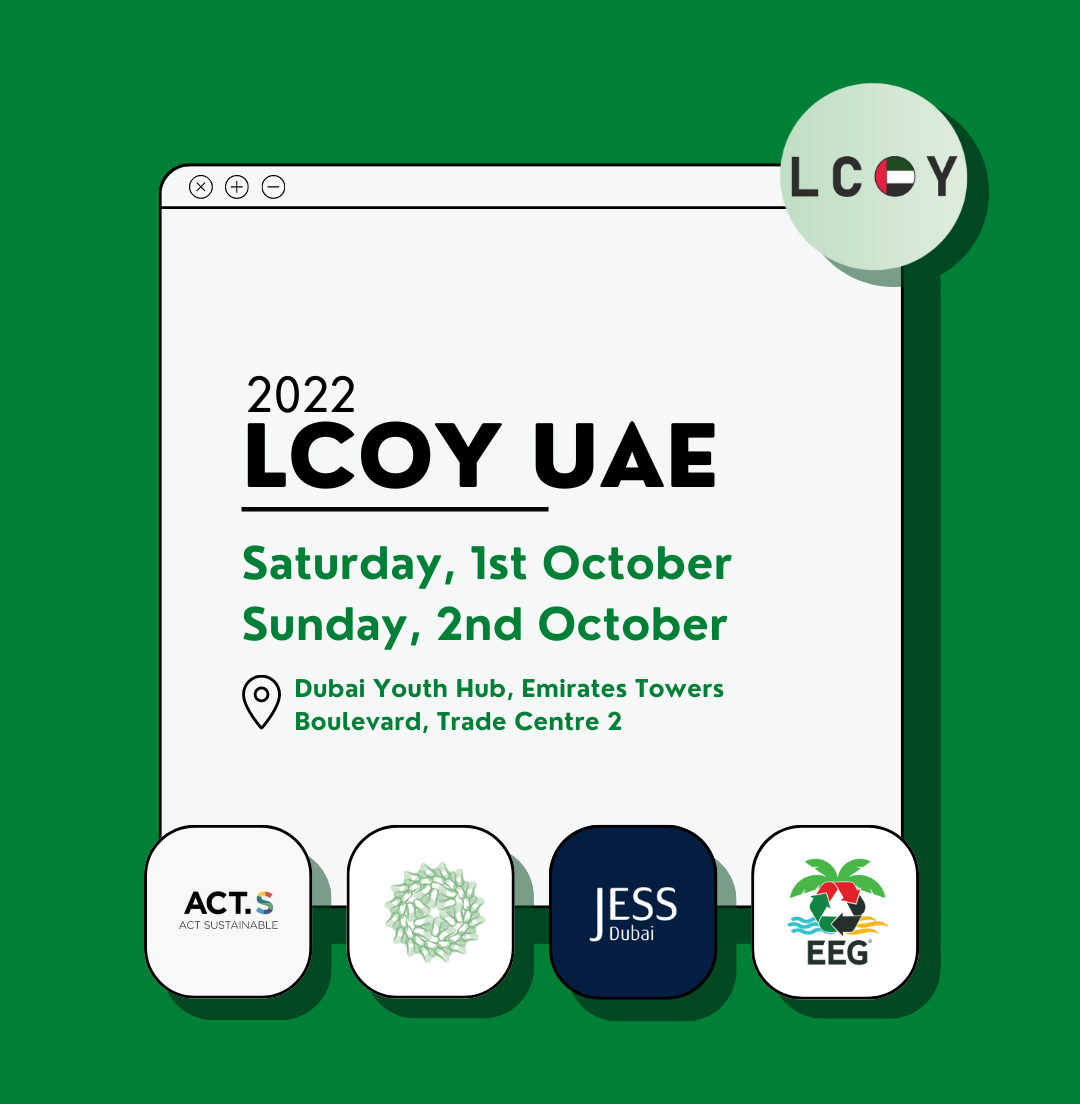 LCOY
2022
LCOY UAE
Saturday, 1st October
Sunday, 2nd October
Dubai Youth Hub, Emirates Towers
Boulevard, Trade Centre 2
ACT.S
ACT SUSTAINABLE
JESS
Dubai
EEG